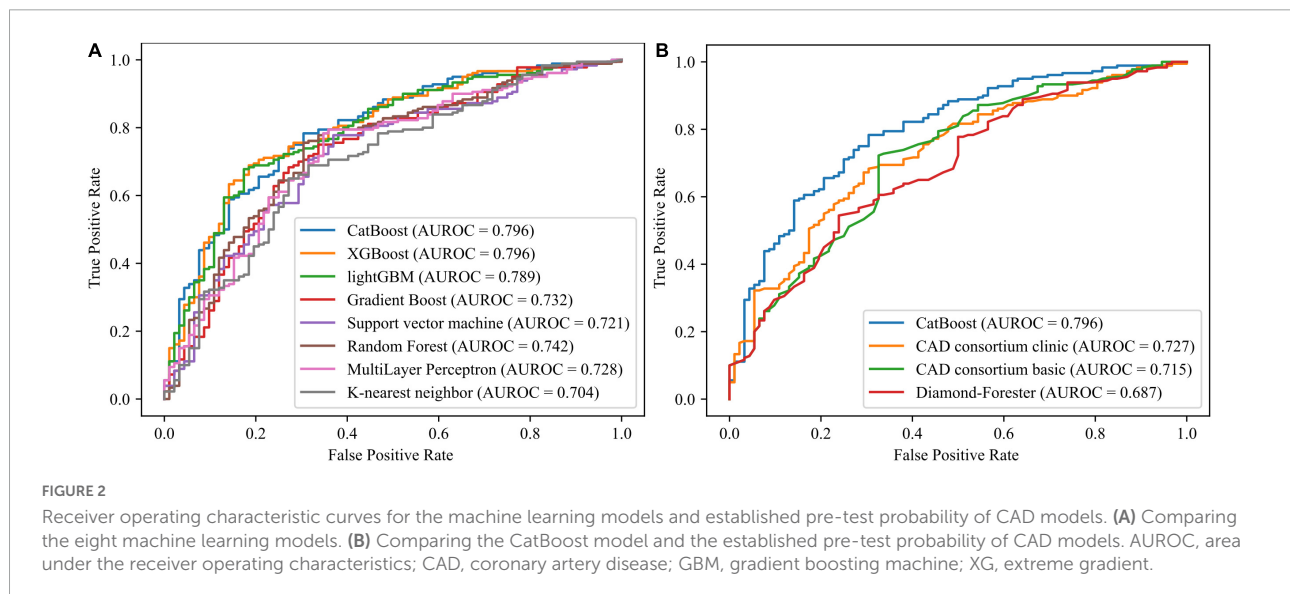 A
True Positive Rate
1.0
0.8
0.6
0.4
0.2
0.0
CatBoost (AUROC = 0.796)
XGBoost (AUROC = 0.796)
lightGBM (AUROC = 0.789)
Gradient Boost (AUROC = 0.732)
Support vector machine (AUROC = 0.721)
Random Forest (AUROC = 0.742)
MultiLayer Perceptron (AUROC = 0.728)
K-nearest neighbor (AUROC = 0.704)
0.0 0.2 0.4 0.6 0.8 1.0
False Positive Rate
B
True Positive Rate
1.0
0.8
0.6
0.4
0.2
0.0
CatBoost (AUROC = 0.796)
CAD consortium clinic (AUROC = 0.727)
CAD consortium basic (AUROC = 0.715)
Diamond-Forester (AUROC = 0.687)
0.0 0.2 0.4 0.6 0.8 1.0
False Positive Rate
FIGURE 2
Receiver operating characteristic curves for the machine learning models and established pre-test probability of CAD models. (A) Comparing
the eight machine learning models. (B) Comparing the CatBoost model and the established pre-test probability of CAD models. AUROC, area
under the receiver operating characteristics; CAD, coronary artery disease; GBM, gradient boosting machine; XG, extreme gradient.